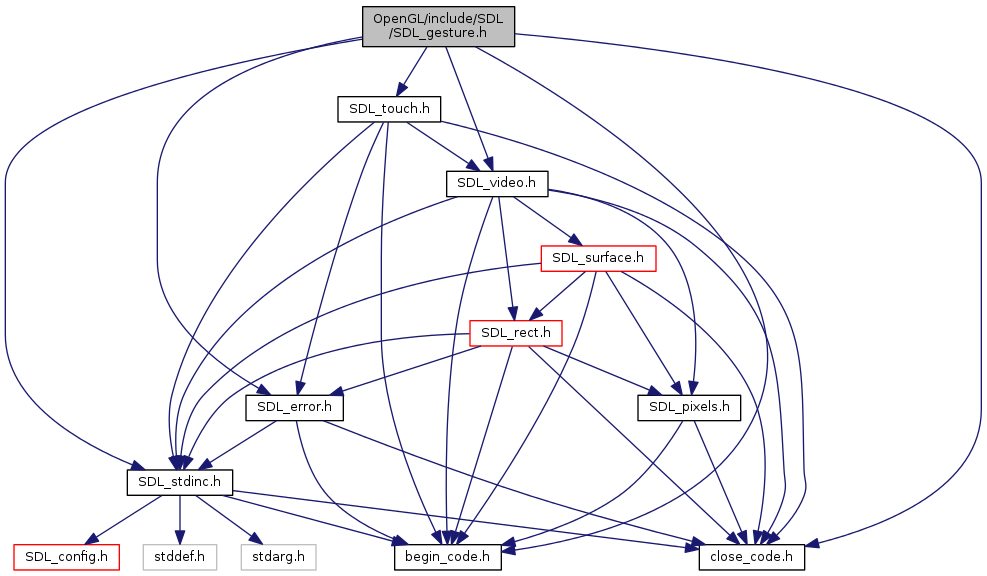 OpenGL/include/SDL
/SDL_gesture.h
SDL_touch.h
SDL_video.h
SDL_surface.h
SDL_rect.h
SDL_error.h
SDL_pixels.h
SDL_stdinc.h
SDL_config.h
stddef.h
stdarg.h
begin_code.h
close_code.h